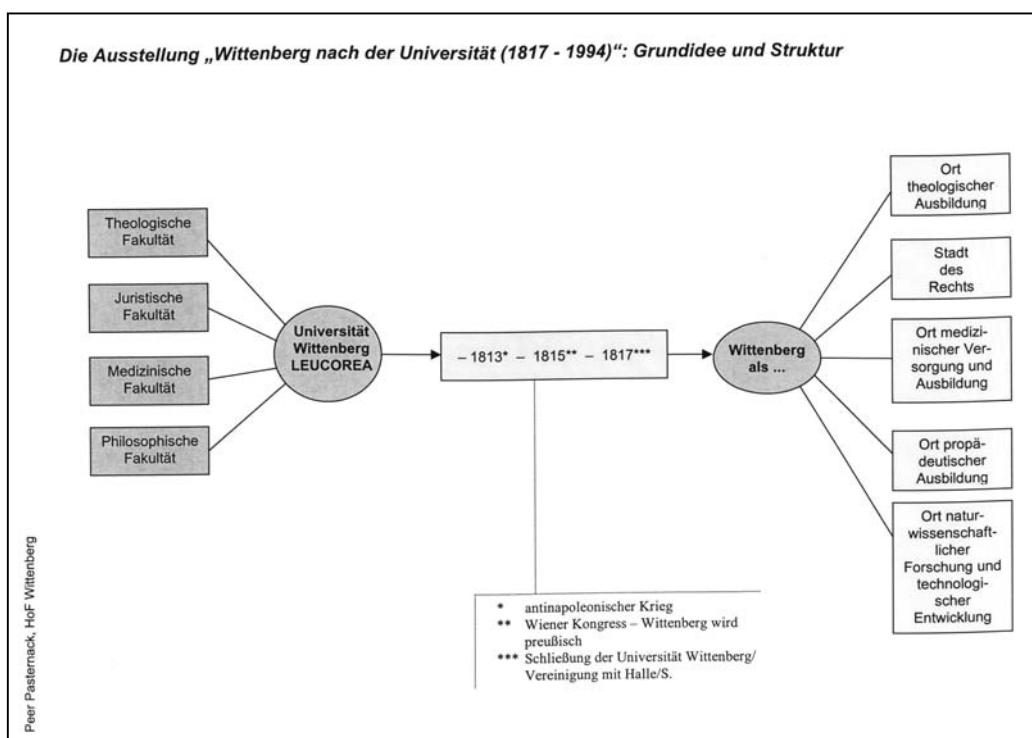 Die Ausstellung „Wittenberg nach der Universität (1817 - 1994)“: Grundidee und Struktur
Theologische
Fakultät
Juristische
Fakultät
Medizinische
Fakultät
Philosophische
Fakultät
Universität
Wittenberg
LEUCOREA
– 1813* – 1815** – 1817***
Wittenberg
als ...
Ort
theologischer
Ausbildung
Stadt
des
Rechts
Ort medizi-
nischer Ver-
sorgung und
Ausbildung
Ort propä-
deutischer
Ausbildung
Ort natur-
wissenschaft-
licher
Forschung und
technologi-
scher
Entwicklung
* antinapoleonischer Krieg
** Wiener Kongress – Wittenberg wird
preußisch
*** Schließung der Universität Wittenberg/
Vereinigung mit Halle/S.
Peer Pasternack, HoF Wittenberg